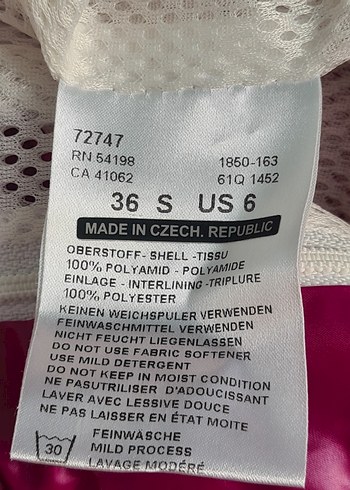 72747
RN 54198 1850-163
CA 41062 61Q 1452
36 S US 6
MADE IN CZECH. REPUBLIC
OBERSTOFF - SHELL -TISSU
100% POLYAMID - POLYAMIDE
EINLAGE - INTERLINING -TRIPLURE
100% POLYESTER
KEINEN WEICHSPULER VERWENDEN
FEINWASCHMITTEL VERWENDEN
NICHT FEUCHT LIEGENLASSEN
DO NOT USE FABRIC SOFTENER
USE MILD DETERGENT
DO NOT KEEP IN MOIST CONDITION
NE PASUTRILISER D'ADOUCISSANT
LAVER AVEC LESSIVE DOUCE
NE PAS LAISSER EN ÉTAT MOITE
FEINWÄSCHE
30 MILD PROCESS
LAVAGE MODÉRÉ